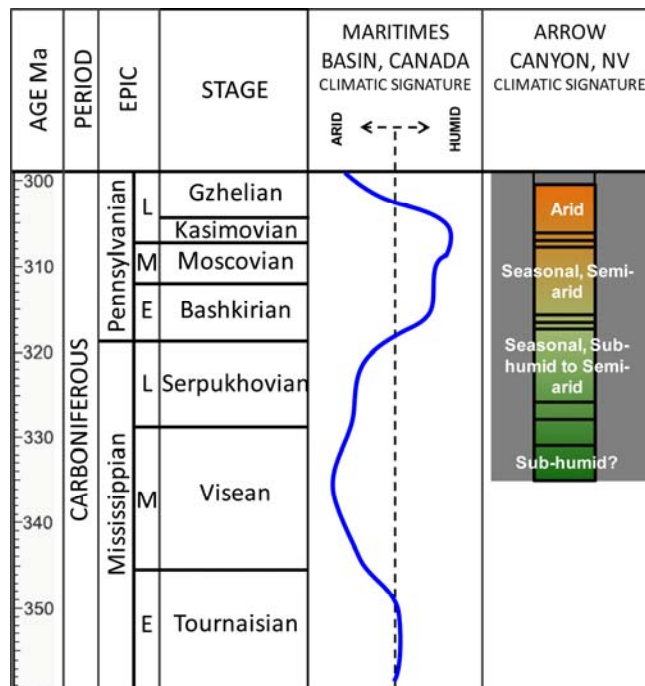 AGE Ma
PERIOD
EPIC
STAGE
MARITIMES
BASIN, CANADA
CLIMATIC SIGNATURE
ARID
HUMID
ARROW
CANYON, NV
CLIMATIC SIGNATURE
300
310
320
330
340
350
CARBONIFEROUS
Pennsylvanian
Mississippian
L
M
E
L
M
E
Gzhelian
Kasimovian
Moscovian
Bashkirian
Serpukhovian
Visean
Tournaisian
Arid
Seasonal, Semi-
arid
Seasonal, Sub-
humid to Semi-
arid
Sub-humid?